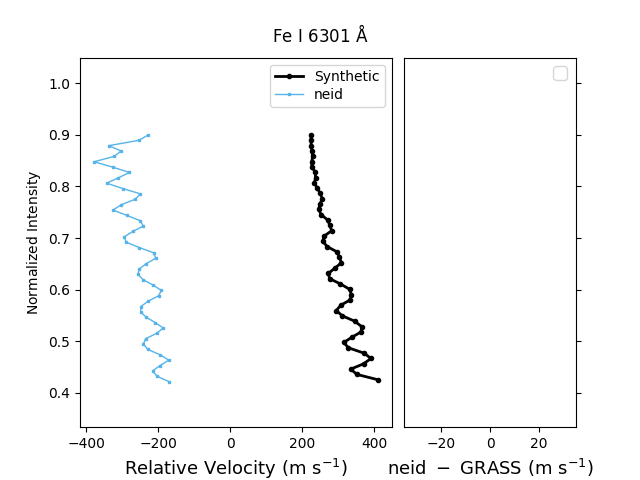 Fe I 6301 Å
Synthetic
neid
1.0
0.9
0.8
0.7
0.6
0.5
0.4
Normalized Intensity
−400 −200 0 200 400
−20 0 20
Relative Velocity (m s⁻¹)
neid − GRASS (m s⁻¹)